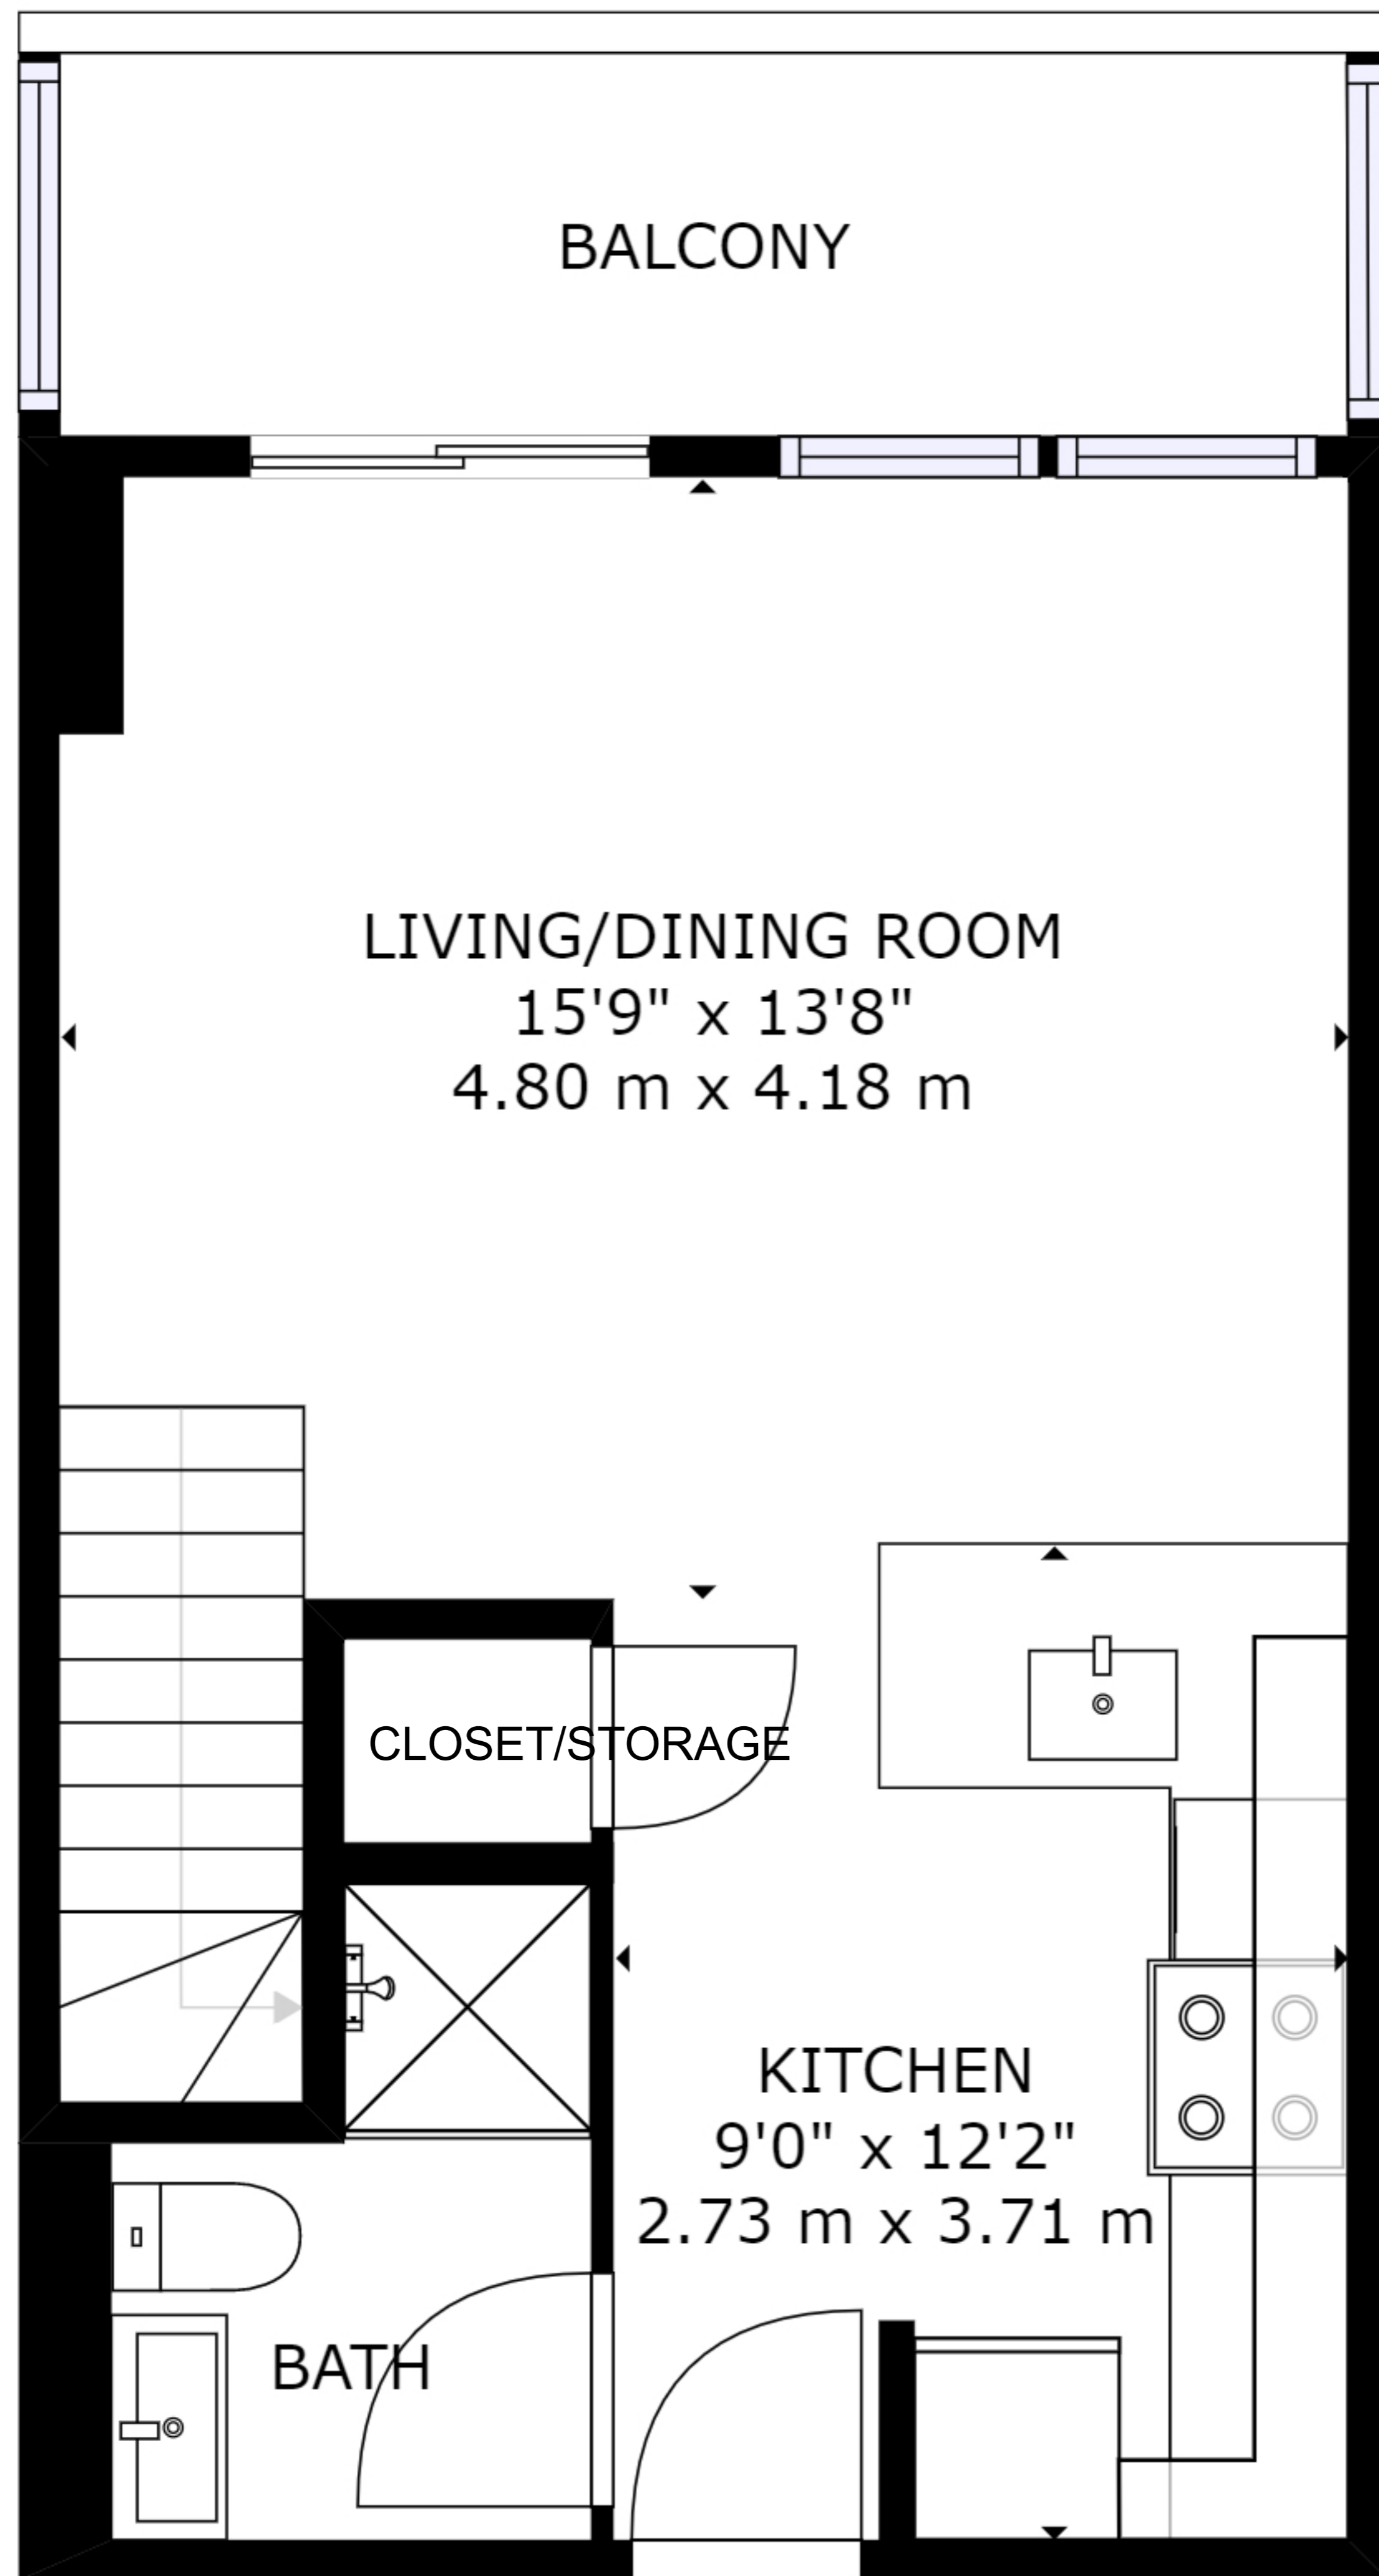 BALCONY
LIVING/DINING ROOM
15'9" x 13'8"
4.80 m x 4.18 m
CLOSET/STORAGE
KITCHEN
9'0" x 12'2"
2.73 m x 3.71 m
BATH